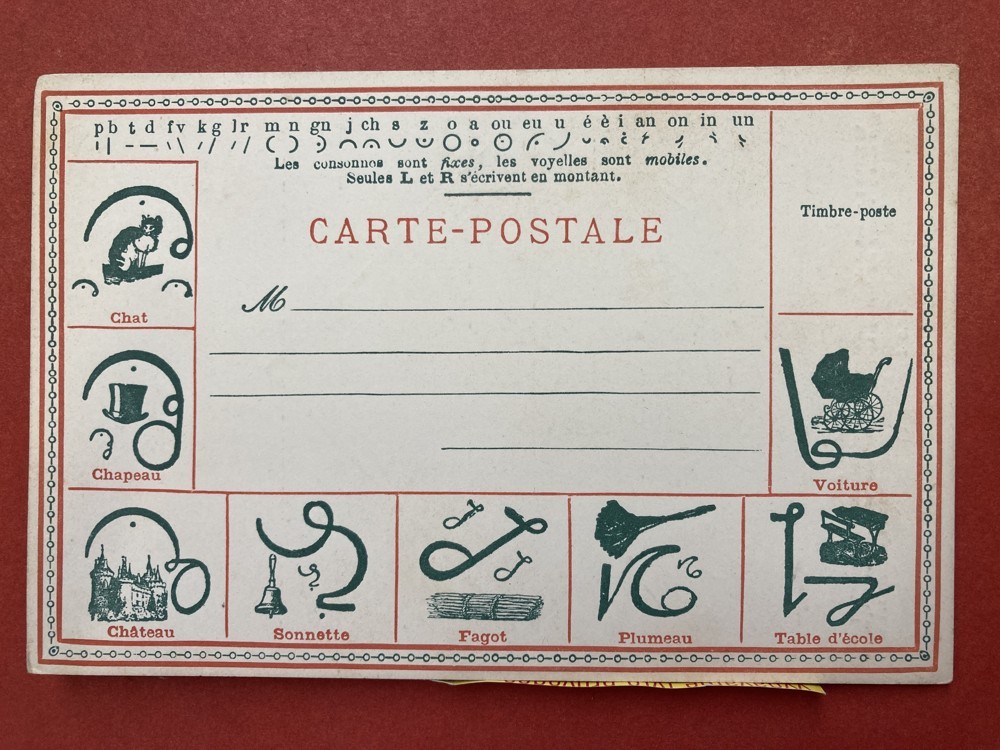 p b t d f v k g l r m n gn j ch s z o a ou eu u é è i an on in un
Les consonnes sont fixes, les voyelles sont mobiles.
Seules L et R s'écrivent en montant.
CARTE-POSTALE
Timbre-poste
M
Chat
Chapeau
Voiture
Château
Sonnette
Fagot
Plumeau
Table d'école